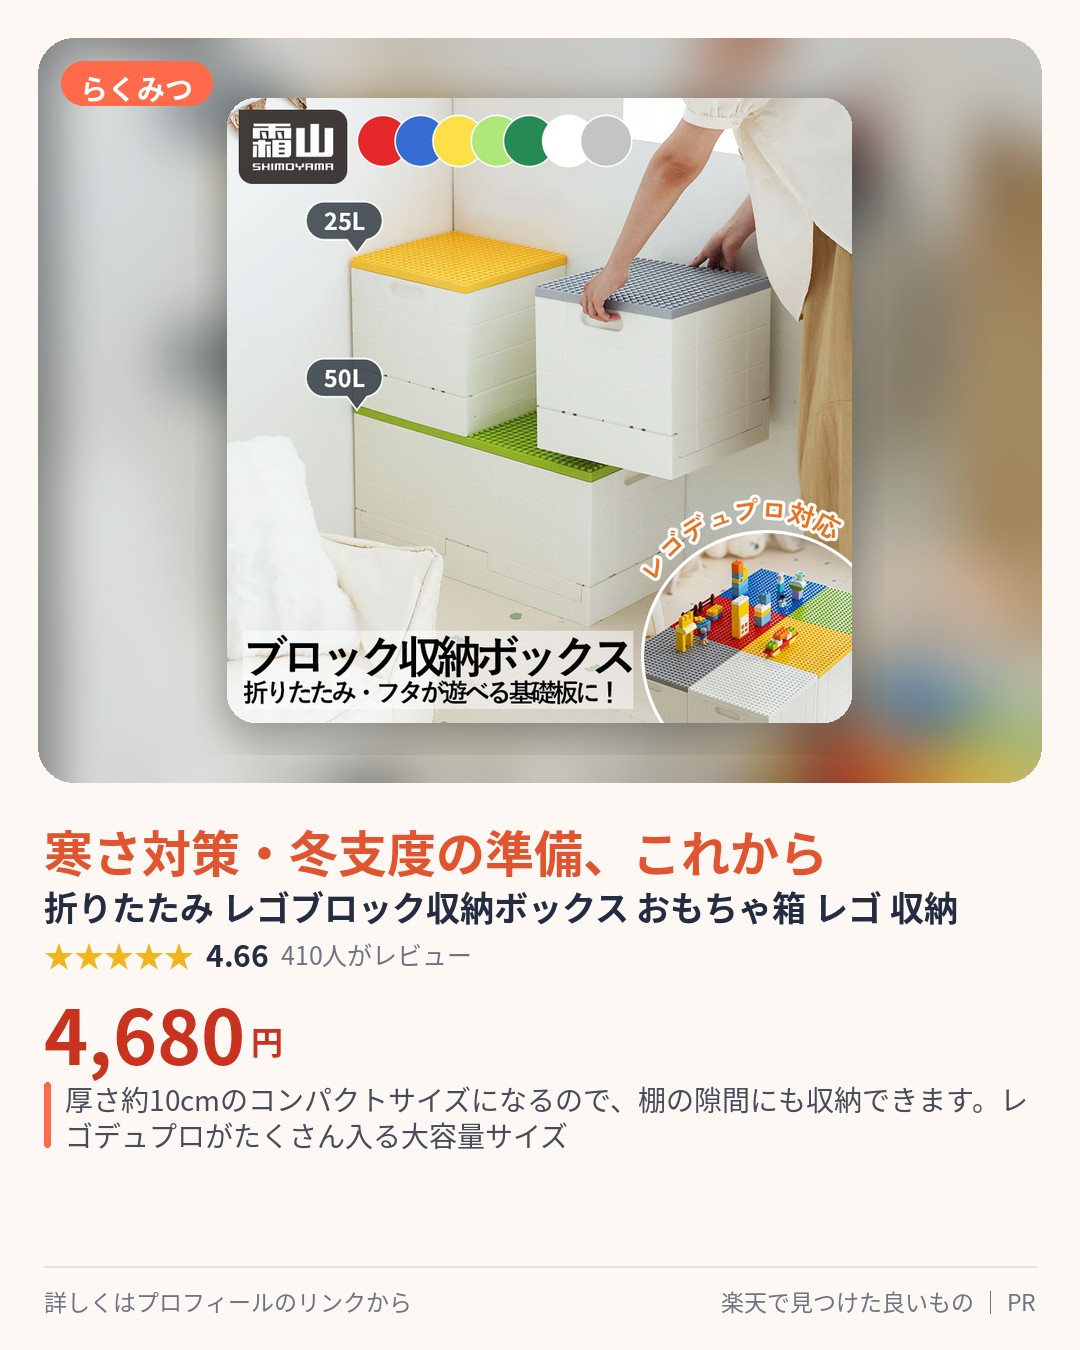 らくみつ
霜山
SHIMOYAMA
25L
50L
レゴデュプロ対応
ブロック収納ボックス
折りたたみ・フタが遊べる基礎板に！
寒さ対策・冬支度の準備、これから
折りたたみ レゴブロック収納ボックス おもちゃ箱 レゴ 収納
★★★★★ 4.66 410人がレビュー
4,680円
厚さ約10cmのコンパクトサイズになるので、棚の隙間にも収納できます。レ
ゴデュプロがたくさん入る大容量サイズ
詳しくはプロフィールのリンクから
楽天で見つけた良いもの｜PR